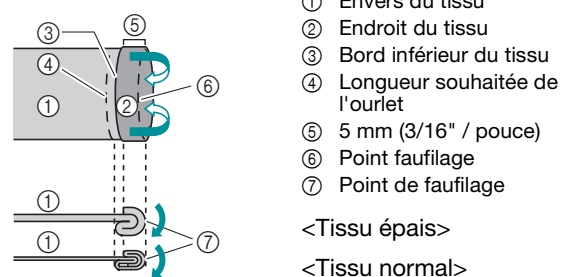 ⑤
③
④
①
②
⑥
①
①
⑦
① Envers du tissu
② Endroit du tissu
③ Bord inférieur du tissu
④ Longueur souhaitée de
l'ourlet
⑤ 5 mm (3/16" / pouce)
⑥ Point faufilage
⑦ Point de faufilage
<Tissu épais>
<Tissu normal>